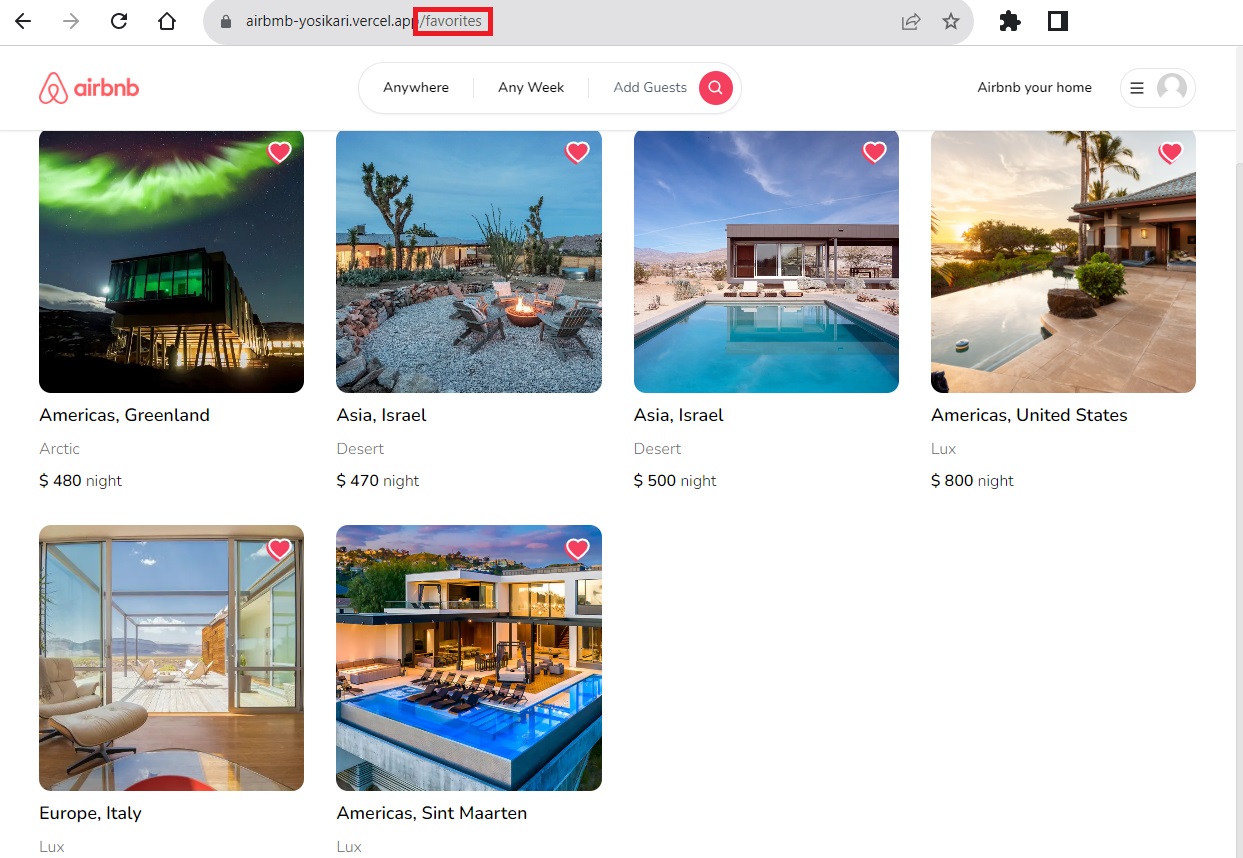 airbmb-yosikari.vercel.app/favorites
airbnb
Anywhere
Any Week
Add Guests
Airbnb your home
Americas, Greenland
Arctic
$ 480 night
Asia, Israel
Desert
$ 470 night
Asia, Israel
Desert
$ 500 night
Americas, United States
Lux
$ 800 night
Europe, Italy
Lux
Americas, Sint Maarten
Lux